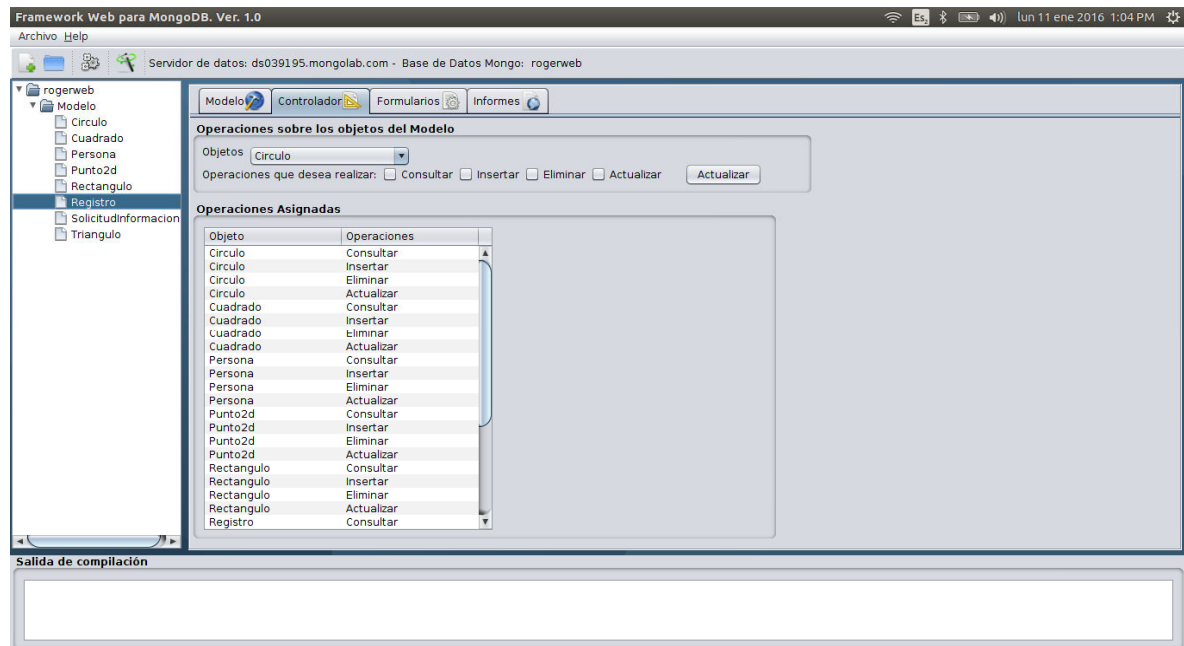 Framework Web para MongoDB. Ver. 1.0
Es2 lun 11 ene 2016 1:04 PM
Archivo Help
Servidor de datos: ds039195.mongolab.com - Base de Datos Mongo: rogerweb
rogerweb
Modelo
Circulo
Cuadrado
Persona
Punto2d
Rectangulo
Registro
SolicitudInformacion
Triangulo
Modelo Controlador Formularios Informes
Operaciones sobre los objetos del Modelo
Objetos Circulo
Operaciones que desea realizar: Consultar Insertar Eliminar Actualizar Actualizar
Operaciones Asignadas
Objeto Operaciones
Circulo Consultar
Circulo Insertar
Circulo Eliminar
Circulo Actualizar
Cuadrado Consultar
Cuadrado Insertar
Cuadrado Eliminar
Cuadrado Actualizar
Persona Consultar
Persona Insertar
Persona Eliminar
Persona Actualizar
Punto2d Consultar
Punto2d Insertar
Punto2d Eliminar
Punto2d Actualizar
Rectangulo Consultar
Rectangulo Insertar
Rectangulo Eliminar
Rectangulo Actualizar
Registro Consultar
Salida de compilación